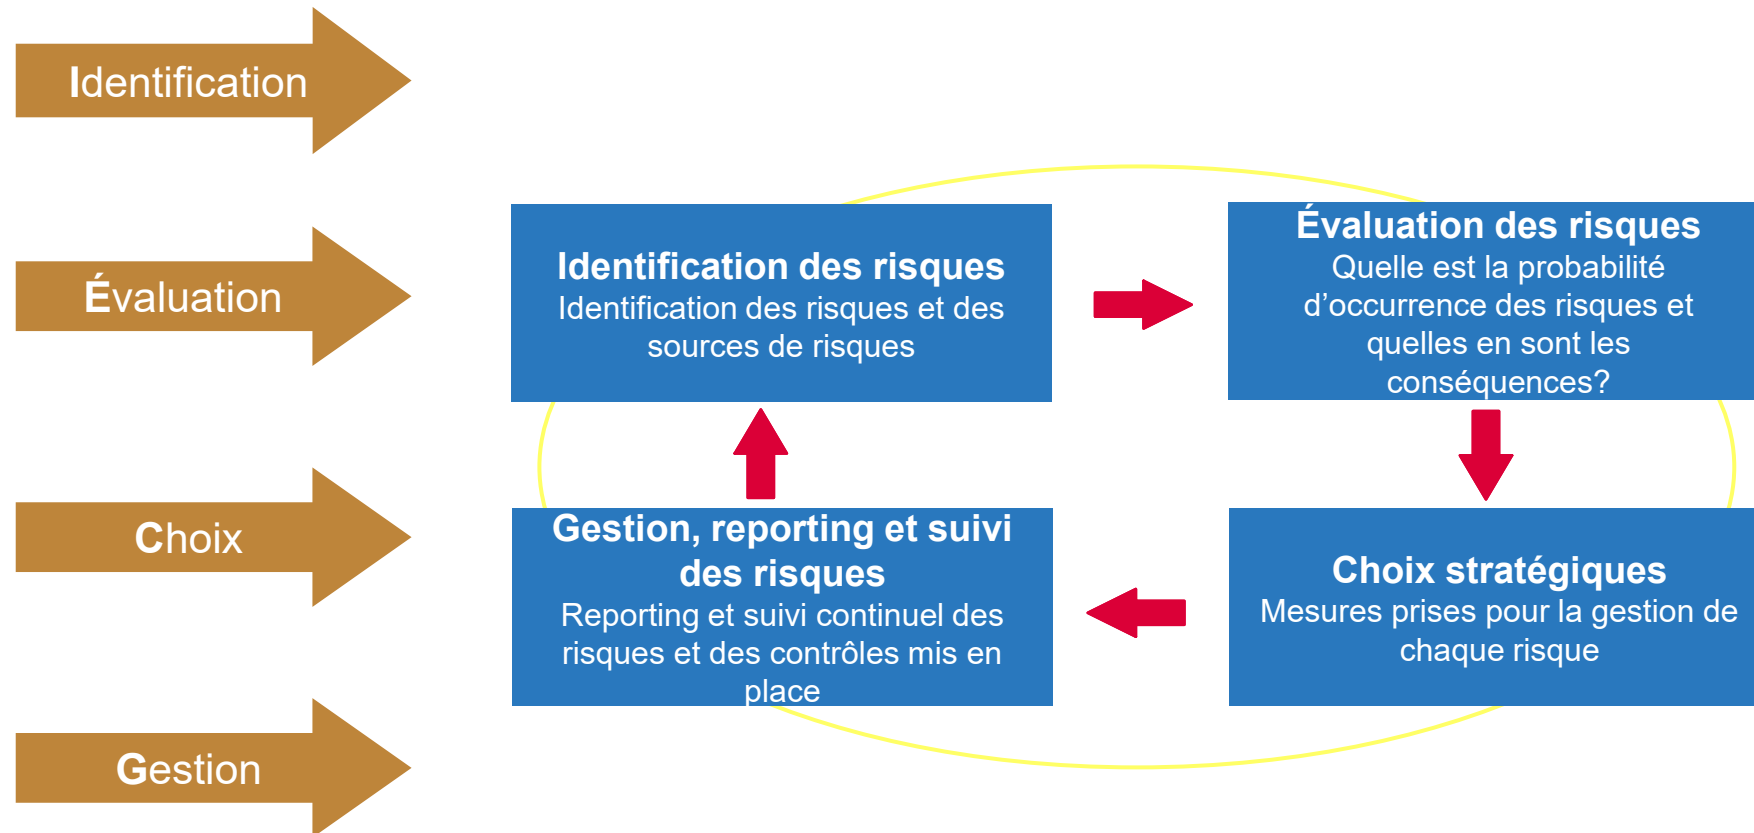 Identification
Évaluation
Choix
Gestion
Identification des risques
Identification des risques et des
sources de risques
Évaluation des risques
Quelle est la probabilité
d’occurrence des risques et
quelles en sont les
conséquences?
Gestion, reporting et suivi
des risques
Reporting et suivi continuel des
risques et des contrôles mis en
place
Choix stratégiques
Mesures prises pour la gestion de
chaque risque